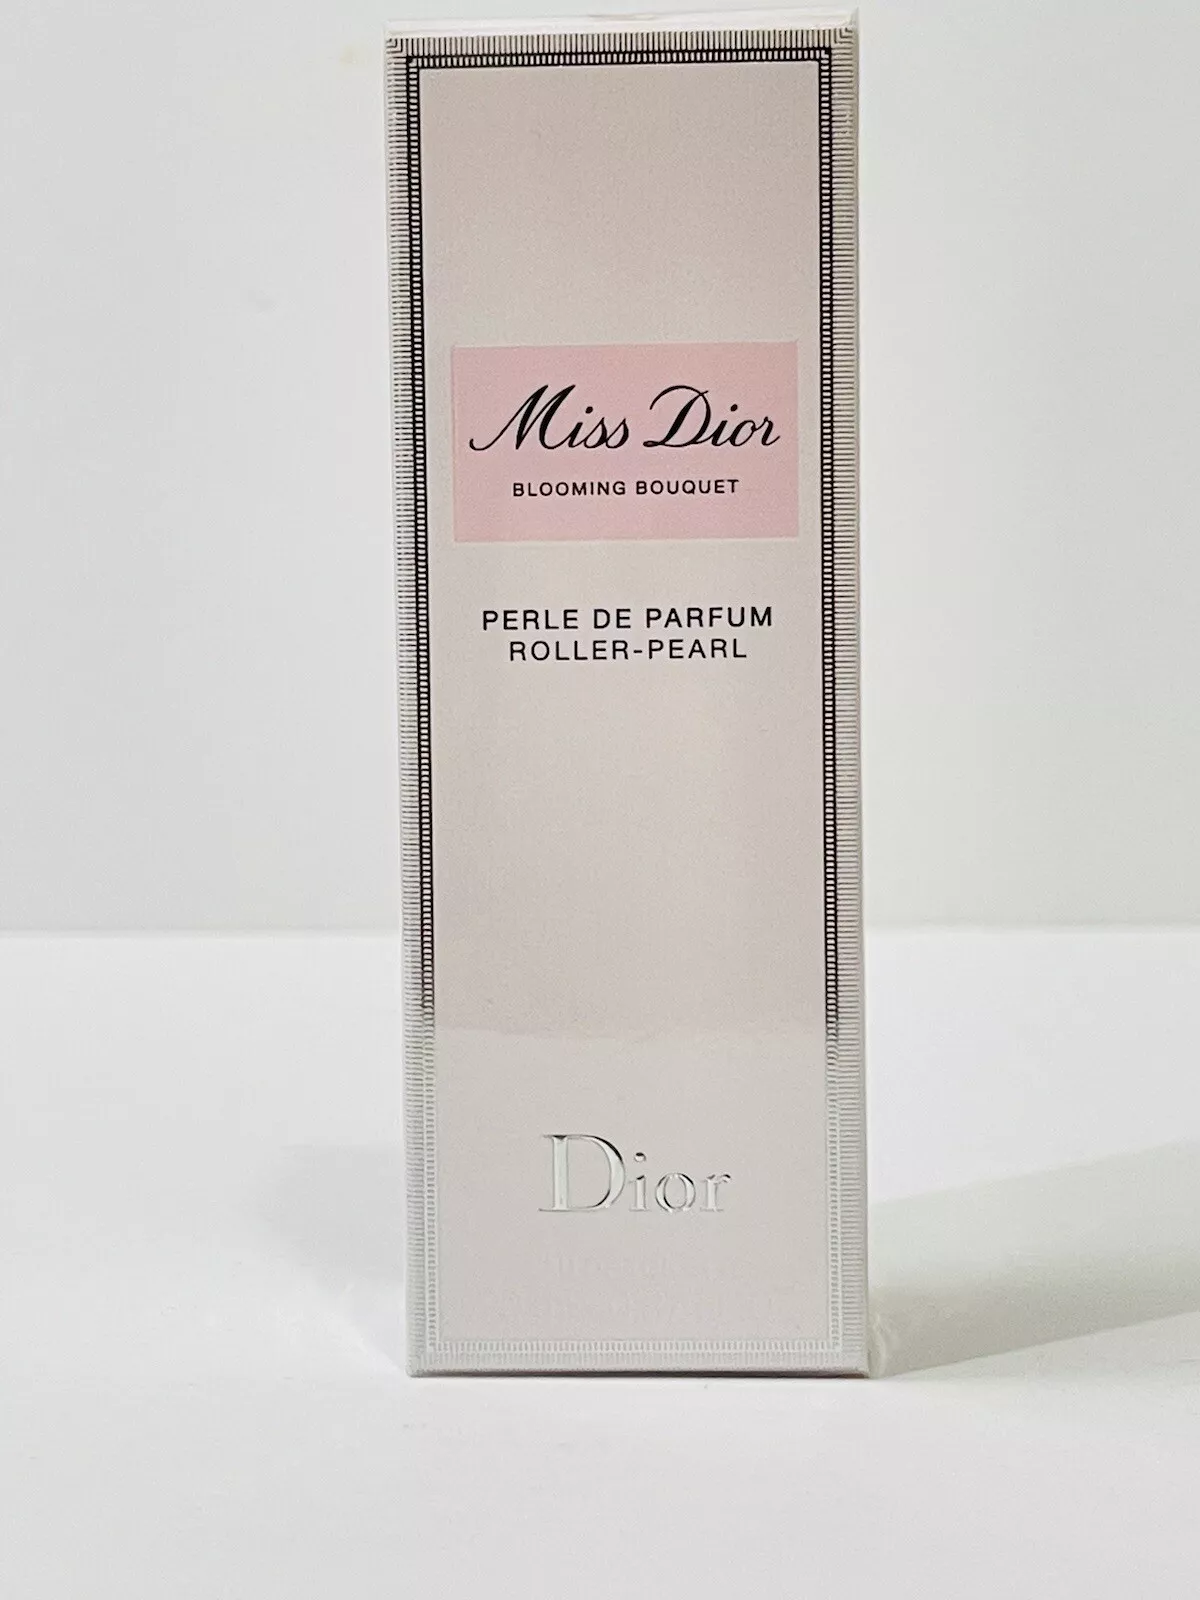 Miss Dior
BLOOMING BOUQUET
PERLE DE PARFUM
ROLLER-PEARL
Dior